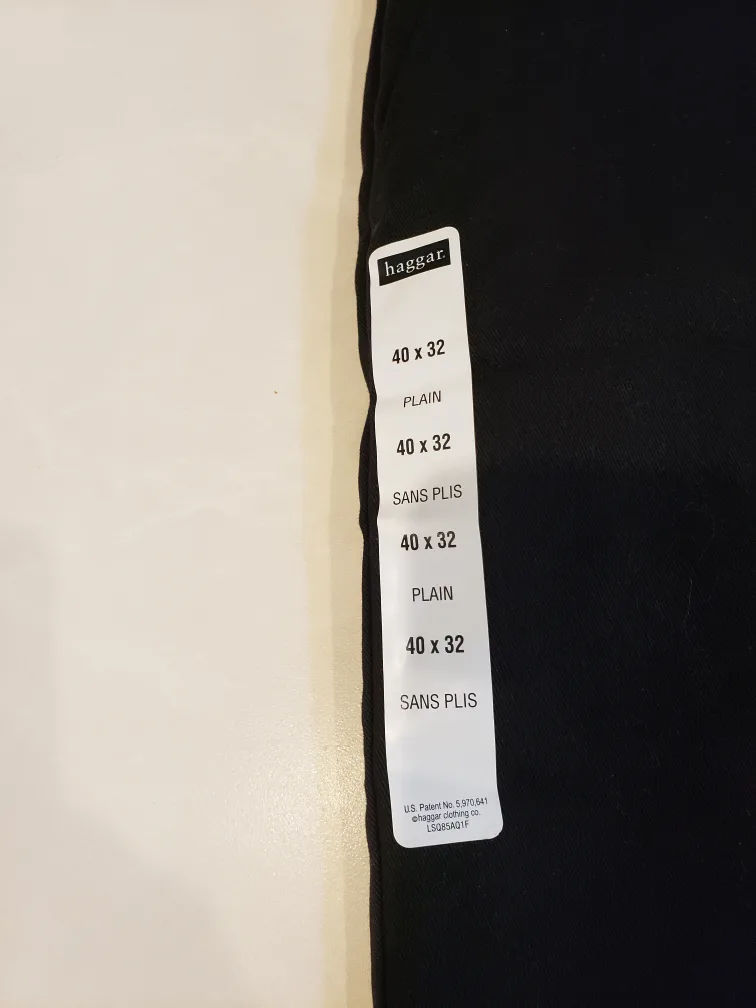 haggar.
40 x 32
PLAIN
40 x 32
SANS PLIS
40 x 32
PLAIN
40 x 32
SANS PLIS
U.S. Patent No. 5,970,641
©haggar clothing co.
LSQ85AQ1F